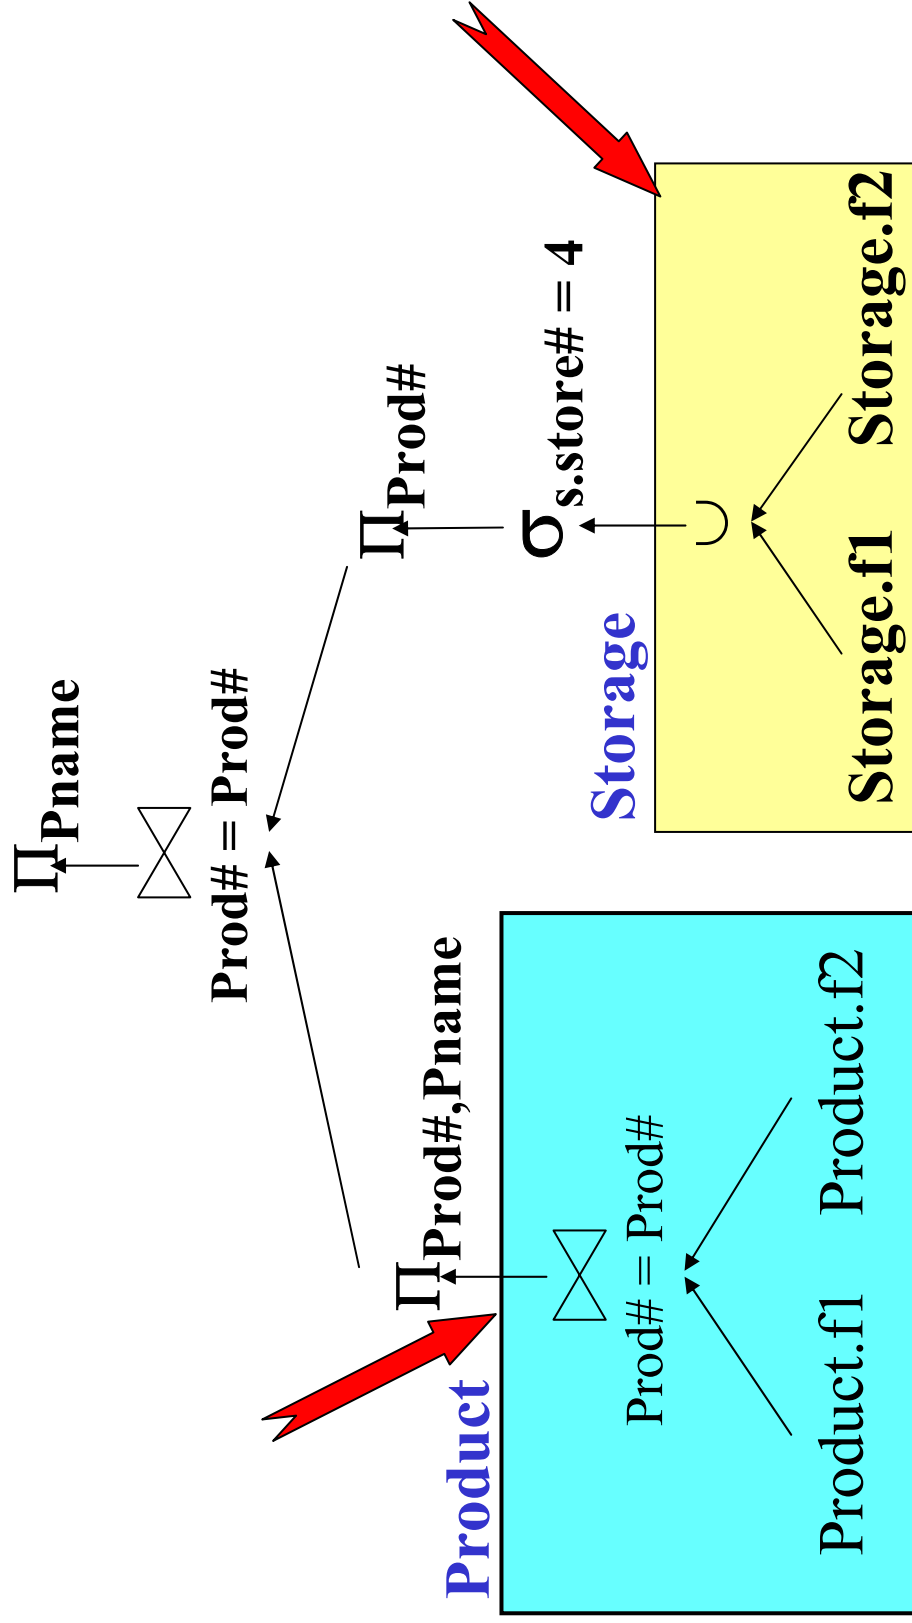 Π Pname
Prod# = Prod#
Π Prod#,Pname
Π Prod#
σ s.store# = 4
Product
Prod# = Prod#
Product.f1 Product.f2
Storage
∪
Storage.f1 Storage.f2